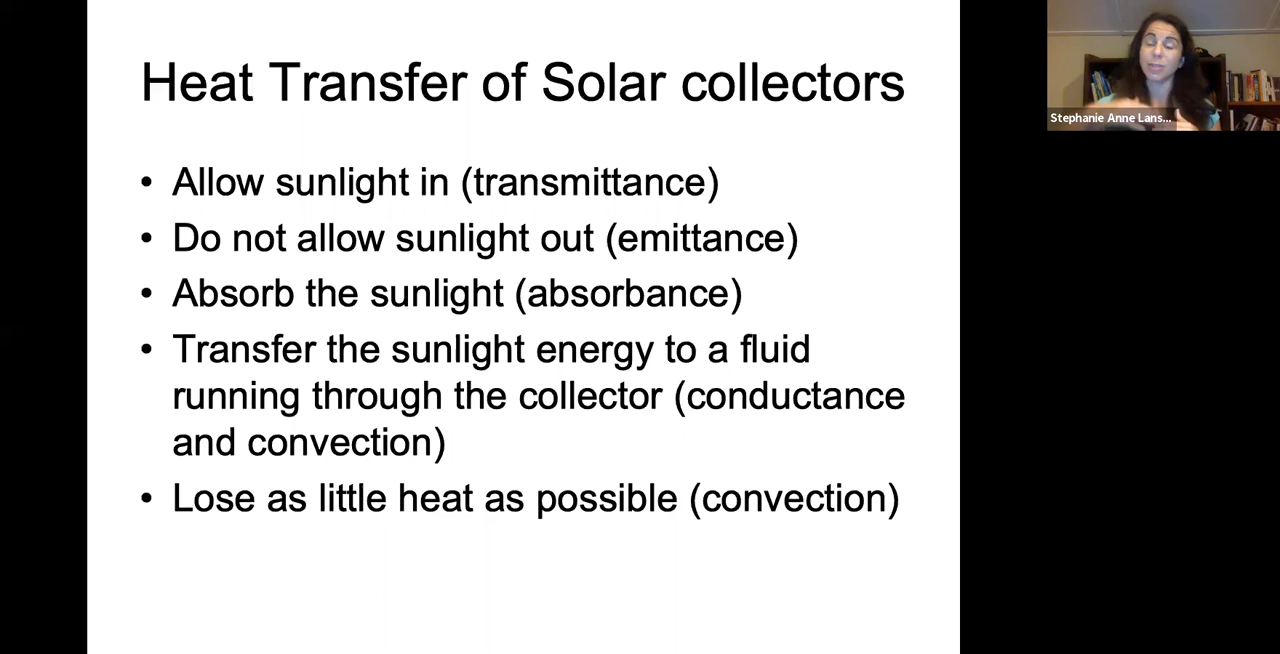 Heat Transfer of Solar collectors
Stephanie Anne Lans...
• Allow sunlight in (transmittance)
• Do not allow sunlight out (emittance)
• Absorb the sunlight (absorbance)
• Transfer the sunlight energy to a fluid
running through the collector (conductance
and convection)
• Lose as little heat as possible (convection)